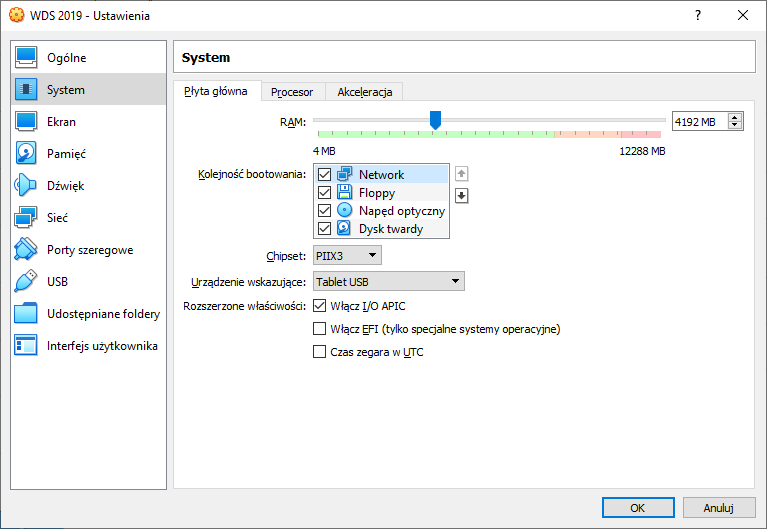 WDS 2019 - Ustawienia
?
Ogólne
System
Ekran
Pamięć
Dźwięk
Sieć
Porty szeregowe
USB
Udostępniane foldery
Interfejs użytkownika
System
Płyta główna Procesor Akceleracja
RAM: 4192 MB
4 MB 12288 MB
Kolejność bootowania: Network
Floppy
Napęd optyczny
Dysk twardy
Chipset: PIIX3
Urządzenie wskazujące: Tablet USB
Rozszerzone właściwości: Włącz I/O APIC
Włącz EFI (tylko specjalne systemy operacyjne)
Czas zegara w UTC
OK Anuluj